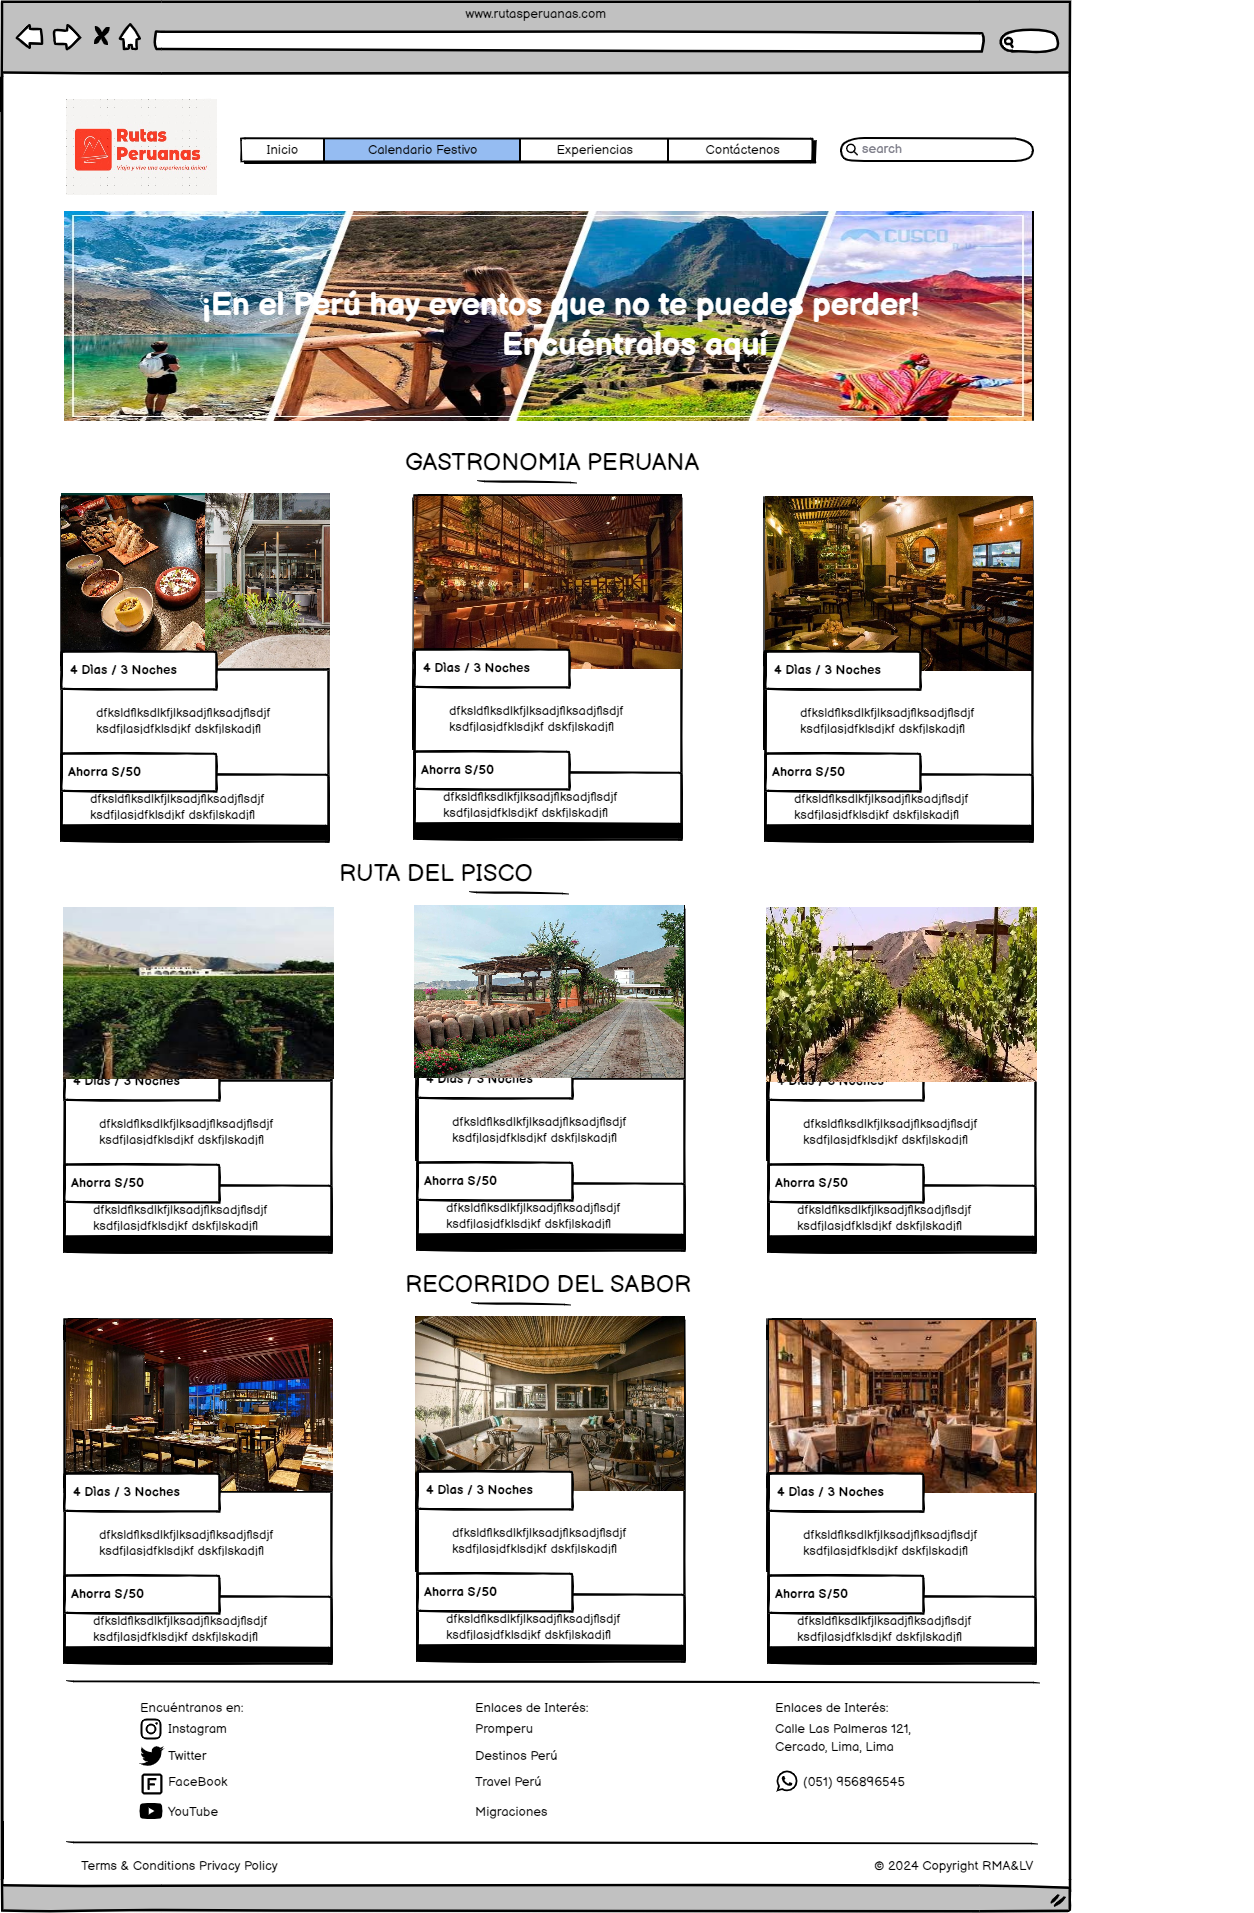 www.rutasperuanas.com
Rutas
Peruanas
Viaja y vive una experiencia única!
Inicio
Calendario Festivo
Experiencias
Contáctenos
search
CUSCO
¡En el Perú hay eventos que no te puedes perder!
Encuéntralos aquí
GASTRONOMIA PERUANA
4 Dìas / 3 Noches
dfksldflksdlkfjlksadjflksadjflsdjf
ksdfjlasjdfklsdjkf dskfjlskadjfl
Ahorra S/50
dfksldflksdlkfjlksadjflksadjflsdjf
ksdfjlasjdfklsdjkf dskfjlskadjfl
4 Dìas / 3 Noches
dfksldflksdlkfjlksadjflksadjflsdjf
ksdfjlasjdfklsdjkf dskfjlskadjfl
Ahorra S/50
dfksldflksdlkfjlksadjflksadjflsdjf
ksdfjlasjdfklsdjkf dskfjlskadjfl
4 Dìas / 3 Noches
dfksldflksdlkfjlksadjflksadjflsdjf
ksdfjlasjdfklsdjkf dskfjlskadjfl
Ahorra S/50
dfksldflksdlkfjlksadjflksadjflsdjf
ksdfjlasjdfklsdjkf dskfjlskadjfl
RUTA DEL PISCO
4 Dìas / 3 Noches
dfksldflksdlkfjlksadjflksadjflsdjf
ksdfjlasjdfklsdjkf dskfjlskadjfl
Ahorra S/50
dfksldflksdlkfjlksadjflksadjflsdjf
ksdfjlasjdfklsdjkf dskfjlskadjfl
4 Dìas / 3 Noches
dfksldflksdlkfjlksadjflksadjflsdjf
ksdfjlasjdfklsdjkf dskfjlskadjfl
Ahorra S/50
dfksldflksdlkfjlksadjflksadjflsdjf
ksdfjlasjdfklsdjkf dskfjlskadjfl
4 Dìas / 3 Noches
dfksldflksdlkfjlksadjflksadjflsdjf
ksdfjlasjdfklsdjkf dskfjlskadjfl
Ahorra S/50
dfksldflksdlkfjlksadjflksadjflsdjf
ksdfjlasjdfklsdjkf dskfjlskadjfl
RECORRIDO DEL SABOR
4 Dìas / 3 Noches
dfksldflksdlkfjlksadjflksadjflsdjf
ksdfjlasjdfklsdjkf dskfjlskadjfl
Ahorra S/50
dfksldflksdlkfjlksadjflksadjflsdjf
ksdfjlasjdfklsdjkf dskfjlskadjfl
4 Dìas / 3 Noches
dfksldflksdlkfjlksadjflksadjflsdjf
ksdfjlasjdfklsdjkf dskfjlskadjfl
Ahorra S/50
dfksldflksdlkfjlksadjflksadjflsdjf
ksdfjlasjdfklsdjkf dskfjlskadjfl
4 Dìas / 3 Noches
dfksldflksdlkfjlksadjflksadjflsdjf
ksdfjlasjdfklsdjkf dskfjlskadjfl
Ahorra S/50
dfksldflksdlkfjlksadjflksadjflsdjf
ksdfjlasjdfklsdjkf dskfjlskadjfl
Encuéntranos en:
Instagram
Twitter
FaceBook
YouTube
Enlaces de Interés:
Promperu
Destinos Perú
Travel Perú
Migraciones
Enlaces de Interés:
Calle Las Palmeras 121,
Cercado, Lima, Lima
(051) 956896545
Terms & Conditions Privacy Policy
© 2024 Copyright RMA&LV